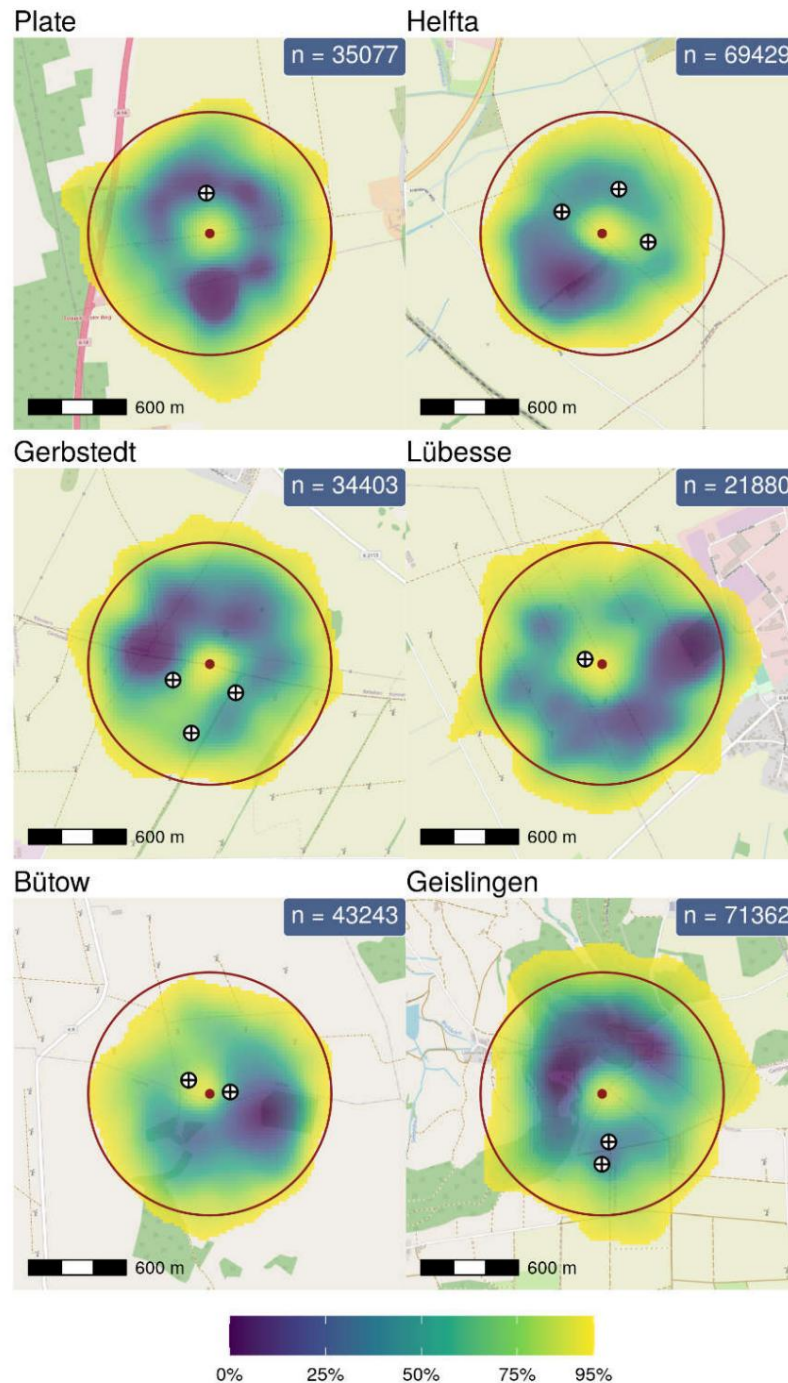 Plate
Helfta
n = 35077
n = 69429
600 m
600 m
Gerbstedt
Lübesse
n = 34403
n = 21880
600 m
600 m
Bütow
Geislingen
n = 43243
n = 71362
600 m
600 m
0% 25% 50% 75% 95%